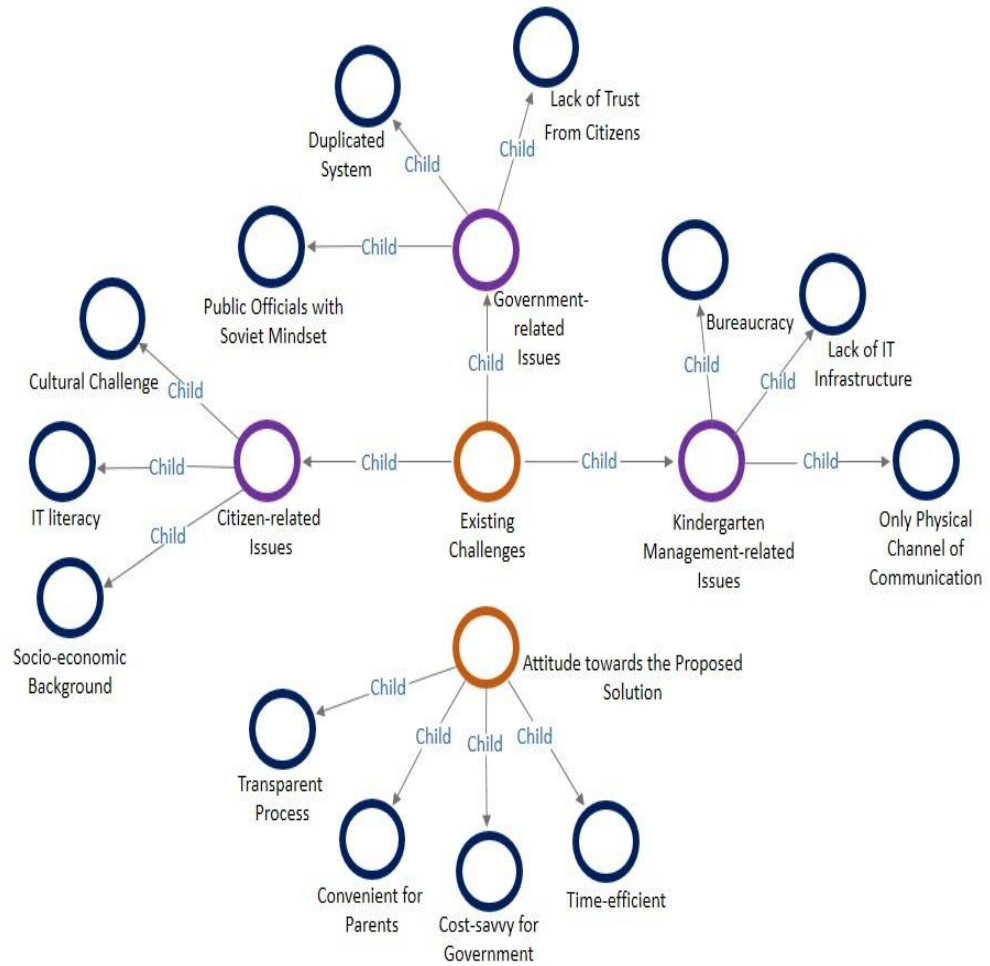 Lack of Trust
From Citizens
Duplicated
System
Child
Child
Child
Public Officials with
Soviet Mindset
Government-
related
Issues
Bureaucracy
Lack of IT
Infrastructure
Cultural Challenge
Child
Child
Child
Child
Child
Child
Child
Child
IT literacy
Citizen-related
Issues
Existing
Challenges
Kindergarten
Management-related
Issues
Only Physical
Channel of
Communication
Child
Socio-economic
Background
Attitude towards the Proposed
Solution
Child
Child
Child
Child
Transparent
Process
Convenient for
Parents
Cost-savvy for
Government
Time-efficient